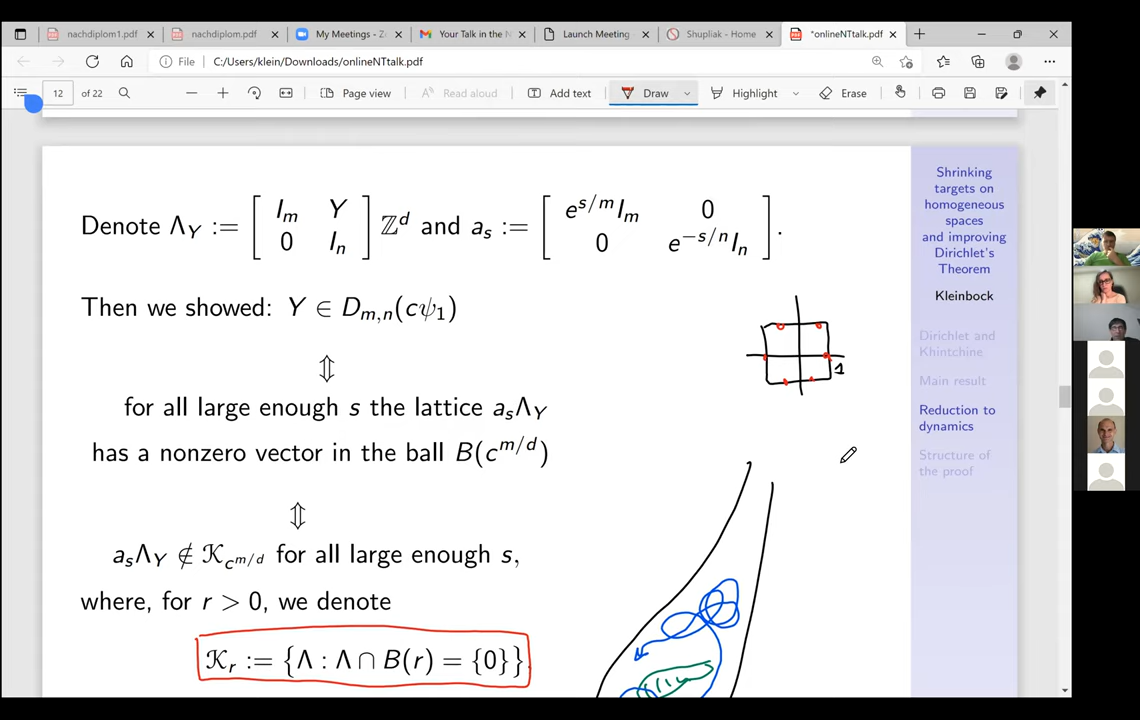 nachdiplom1.pdf
nachdiplom.pdf
My Meetings - Z
Your Talk in the N
Launch Meeting
Shupliak - Home
*onlineNTtalk.pdf
File C:/Users/klein/Downloads/onlineNTtalk.pdf
12 of 22
Page view
Read aloud
Add text
Draw
Highlight
Erase
Denote Λ_Y := [ I_m Y ; 0 I_n ] ℤ^d and a_s := [ e^{s/m} I_m 0 ; 0 e^{-s/n} I_n ].
Then we showed: Y ∈ D_{m,n}(cψ_1)
⇕
for all large enough s the lattice a_sΛ_Y
has a nonzero vector in the ball B(c^{m/d})
⇕
a_sΛ_Y ∉ 𝒦_{c^{m/d}} for all large enough s,
where, for r > 0, we denote
𝒦_r := {Λ : Λ ∩ B(r) = {0}}
1
Shrinking
targets on
homogeneous
spaces
and improving
Dirichlet's
Theorem
Kleinbock
Dirichlet and
Khintchine
Main result
Reduction to
dynamics
Structure of
the proof